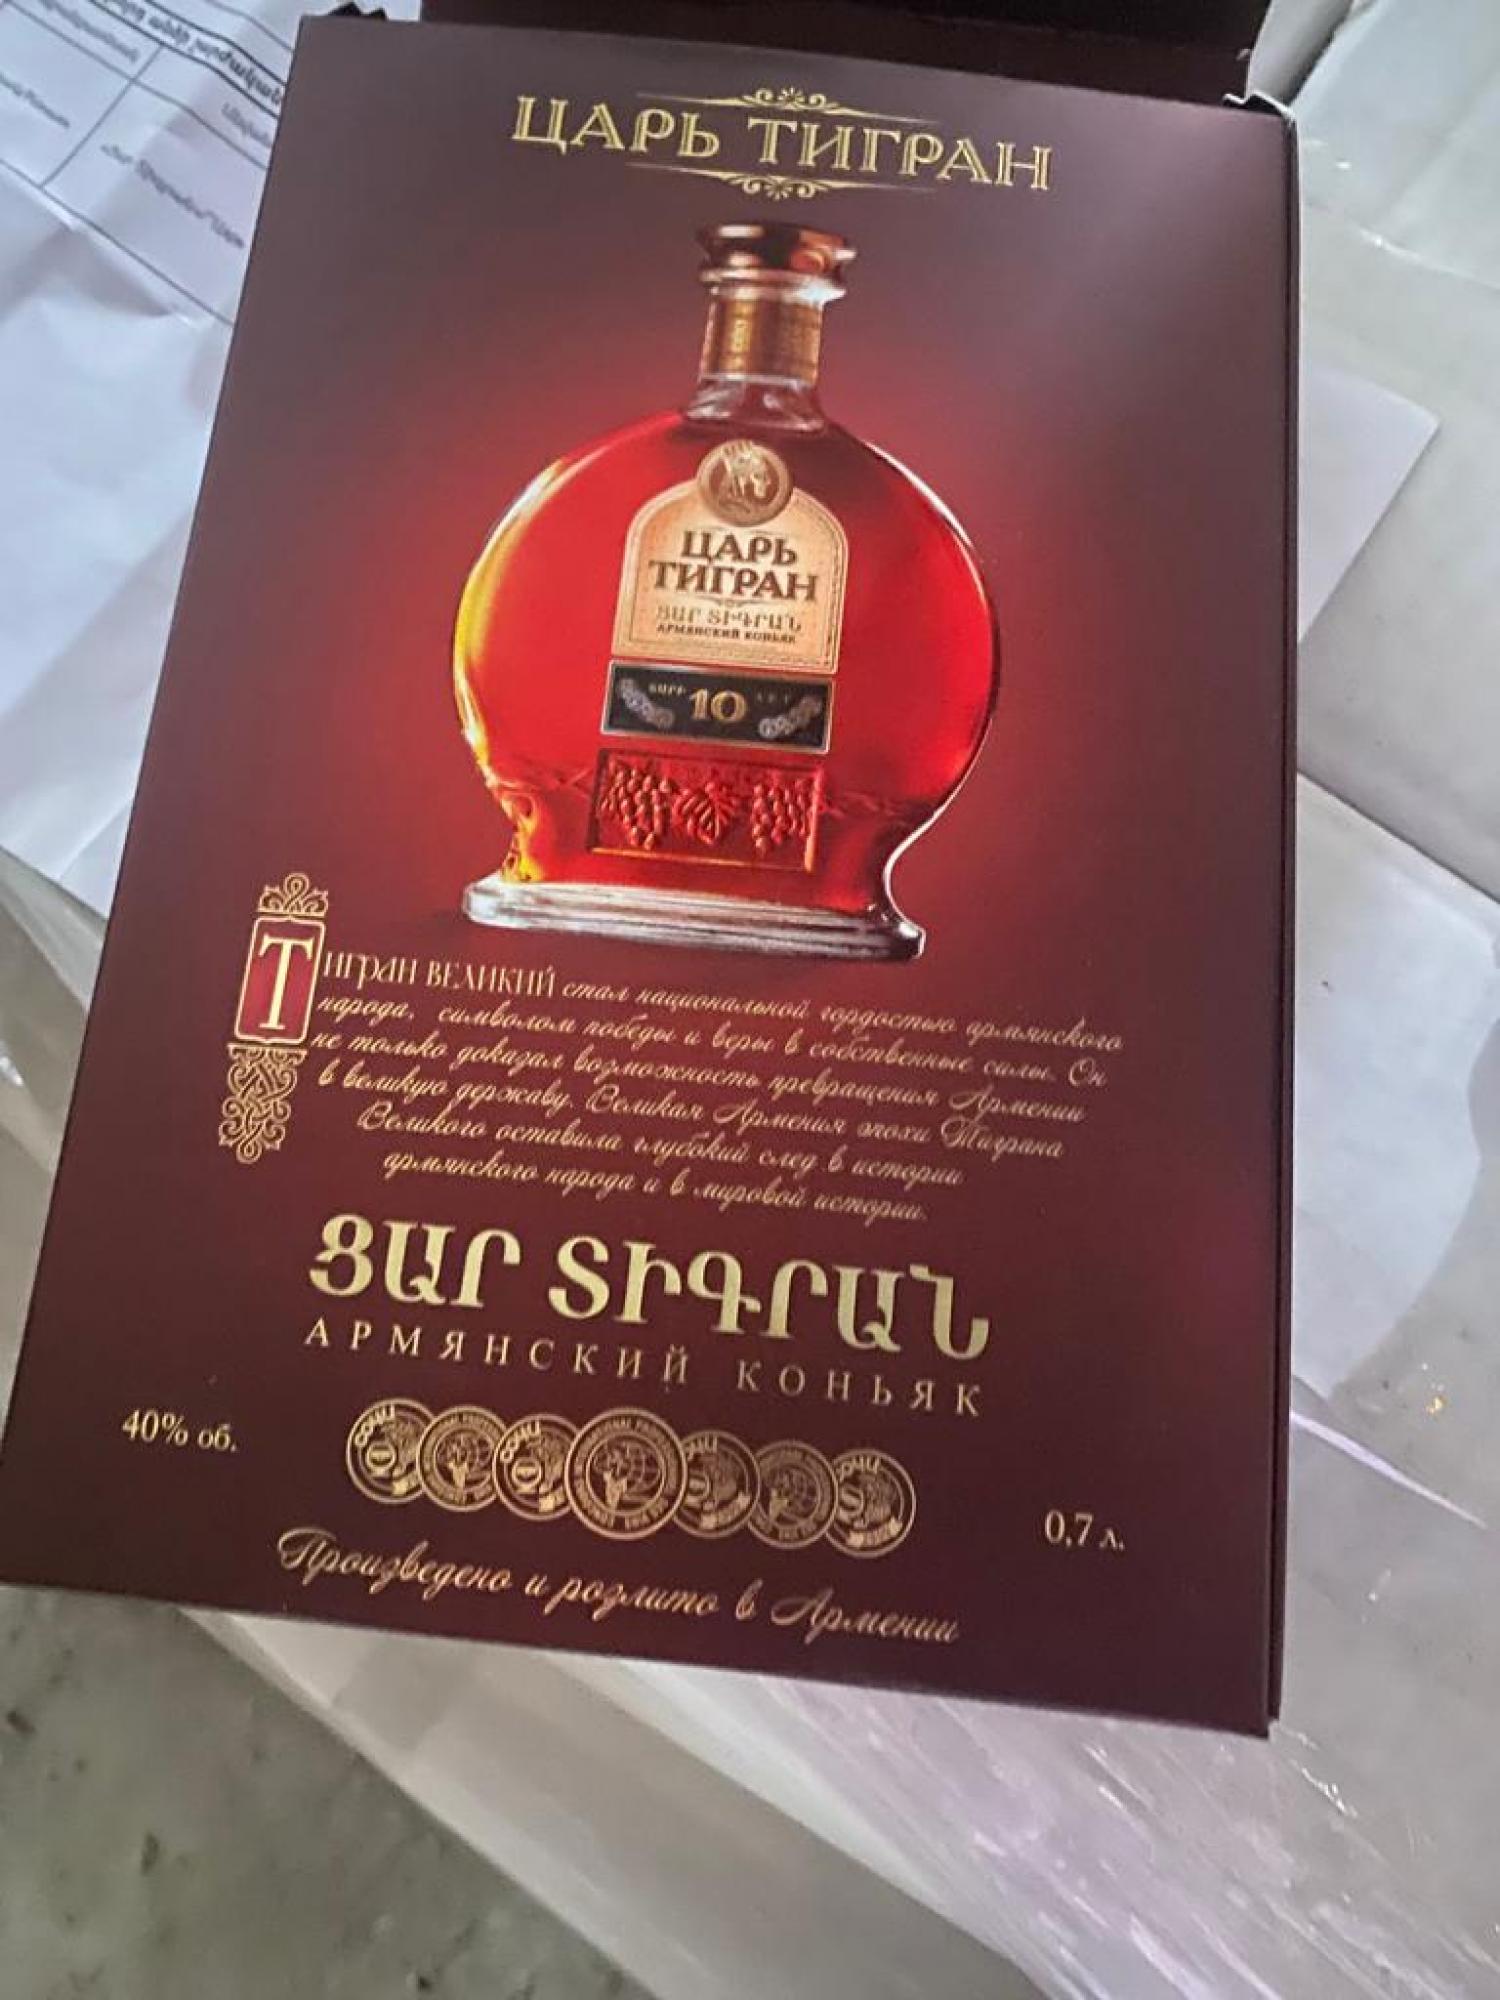 ЦАРЬ ТИГРАН
ЦАРЬ
ТИГРАН
ՑԱՐ ՏԻԳՐԱՆ
АРМЯНСКИЙ КОНЬЯК
10
ТИГРАН ВЕЛИКИЙ стал национальной гордостью армянского
народа, символом победы и веры в собственные силы. Он
не только доказал возможность превращения Армении
в великую державу. Великая Армения эпохи Тиграна
Великого оставила глубокий след в истории
армянского народа и в мировой истории.
ՑԱՐ ՏԻԳՐԱՆ
АРМЯНСКИЙ КОНЬЯК
40% об.
0,7 л.
Произведено и розлито в Армении